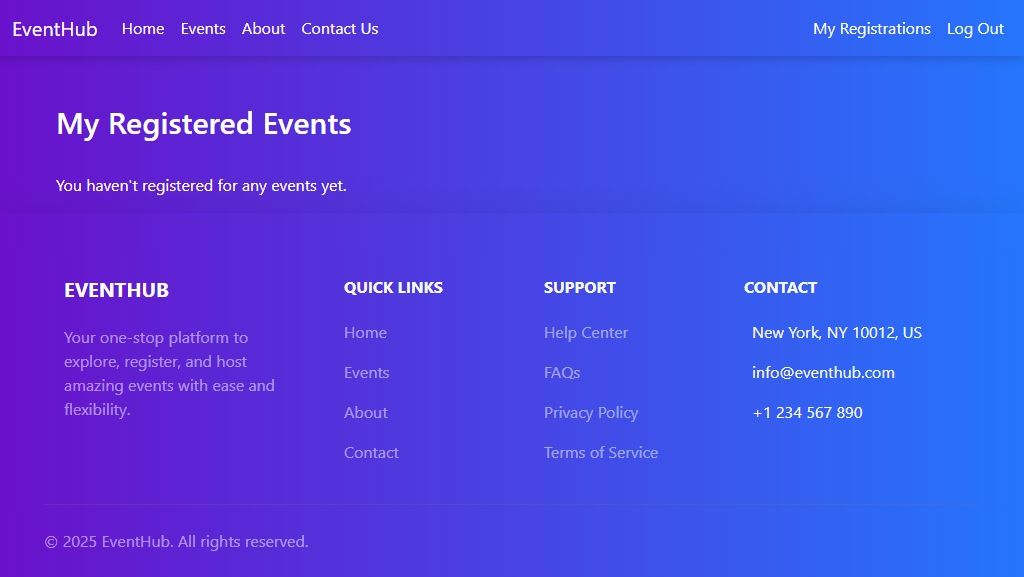 EventHub Home Events About Contact Us My Registrations Log Out
My Registered Events
You haven't registered for any events yet.
EVENTHUB
Your one-stop platform to
explore, register, and host
amazing events with ease and
flexibility.
QUICK LINKS
Home
Events
About
Contact
SUPPORT
Help Center
FAQs
Privacy Policy
Terms of Service
CONTACT
New York, NY 10012, US
info@eventhub.com
+1 234 567 890
© 2025 EventHub. All rights reserved.